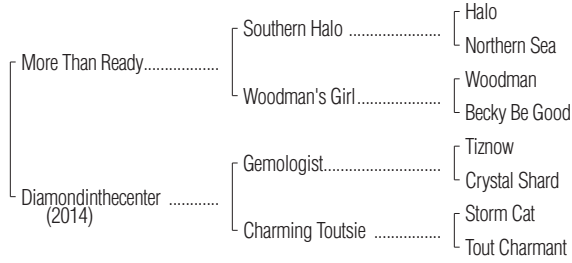 Halo
Southern Halo ....................
Northern Sea
More Than Ready................
Woodman
Woodman's Girl..................
Becky Be Good
Tiznow
Gemologist.........................
Crystal Shard
Diamondinthecenter ...........
(2014)
Storm Cat
Charming Toutsie ...............
Tout Charmant